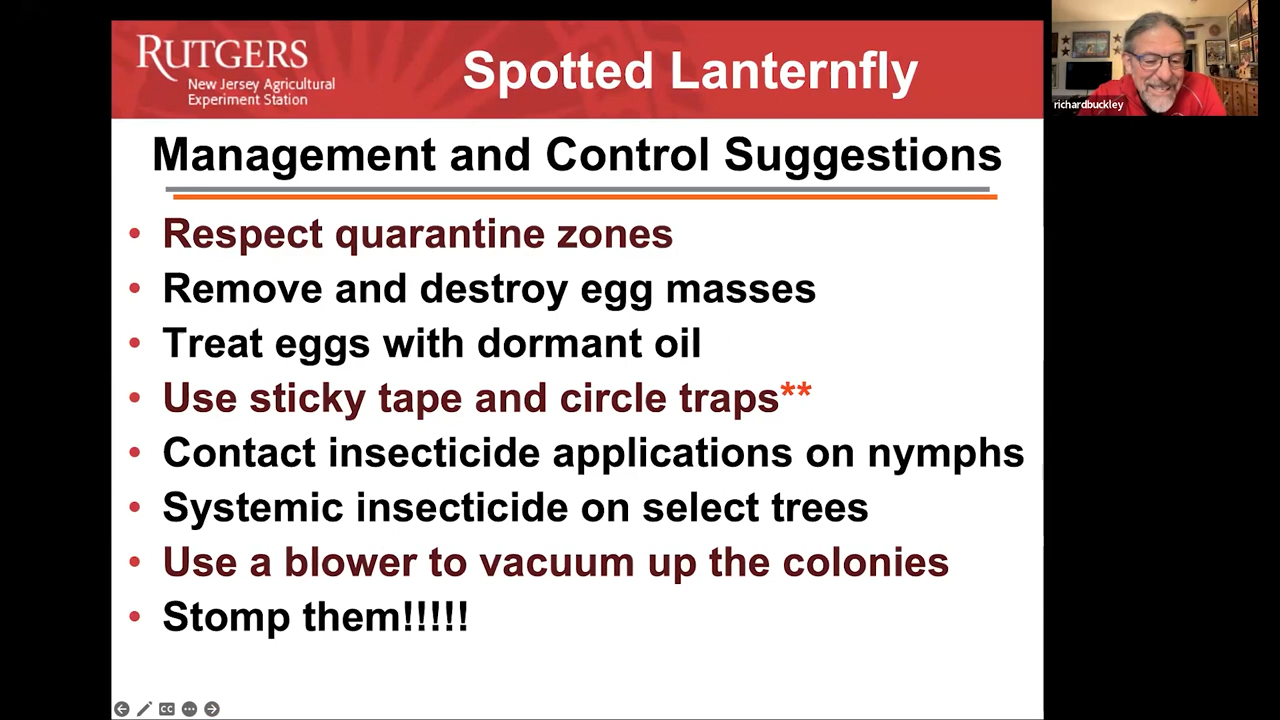 RUTGERS
New Jersey Agricultural
Experiment Station
Spotted Lanternfly
richardbuckley
Management and Control Suggestions
• Respect quarantine zones
• Remove and destroy egg masses
• Treat eggs with dormant oil
• Use sticky tape and circle traps**
• Contact insecticide applications on nymphs
• Systemic insecticide on select trees
• Use a blower to vacuum up the colonies
• Stomp them!!!!!
CC